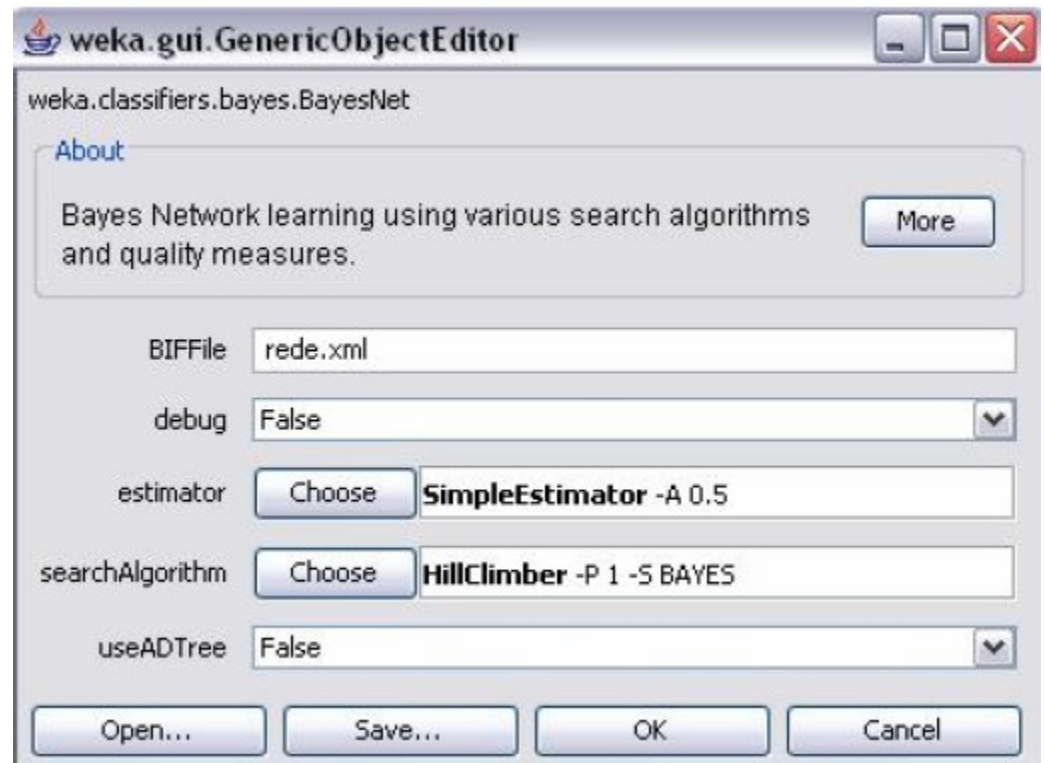 weka.gui.GenericObjectEditor
weka.classifiers.bayes.BayesNet
About
Bayes Network learning using various search algorithms
and quality measures.
More
BIFFile rede.xml
debug False
estimator Choose SimpleEstimator -A 0.5
searchAlgorithm Choose HillClimber -P 1 -S BAYES
useADTree False
Open... Save... OK Cancel